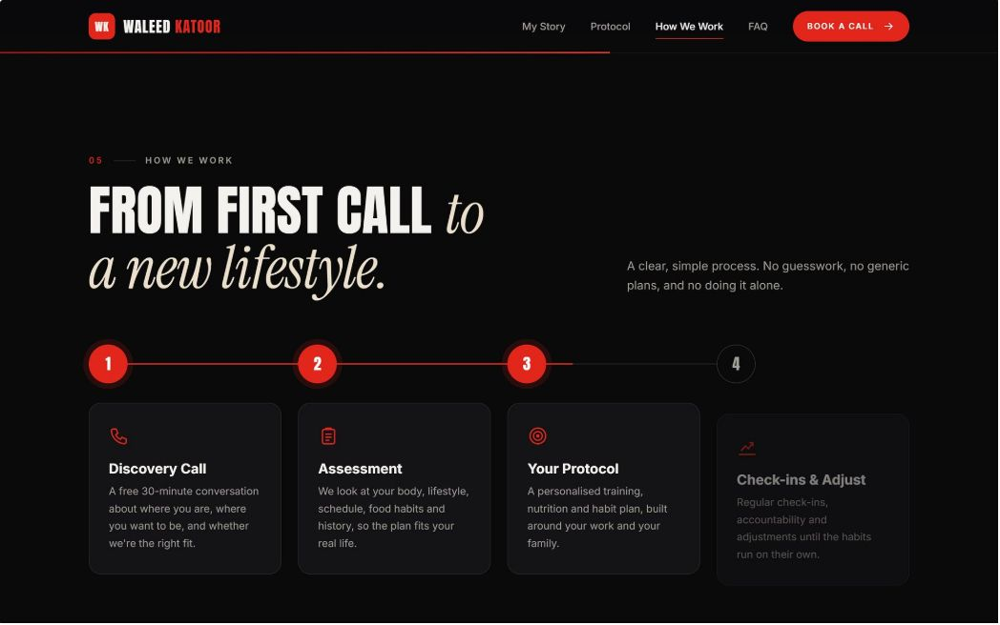 WK WALEED KATOOR
My Story Protocol How We Work FAQ BOOK A CALL →
05 HOW WE WORK
FROM FIRST CALL to
a new lifestyle.
A clear, simple process. No guesswork, no generic
plans, and no doing it alone.
1 2 3 4
Discovery Call
A free 30-minute conversation
about where you are, where
you want to be, and whether
we're the right fit.
Assessment
We look at your body, lifestyle,
schedule, food habits and
history, so the plan fits your
real life.
Your Protocol
A personalised training,
nutrition and habit plan, built
around your work and your
family.
Check-ins & Adjust
Regular check-ins,
accountability and
adjustments until the habits
run on their own.